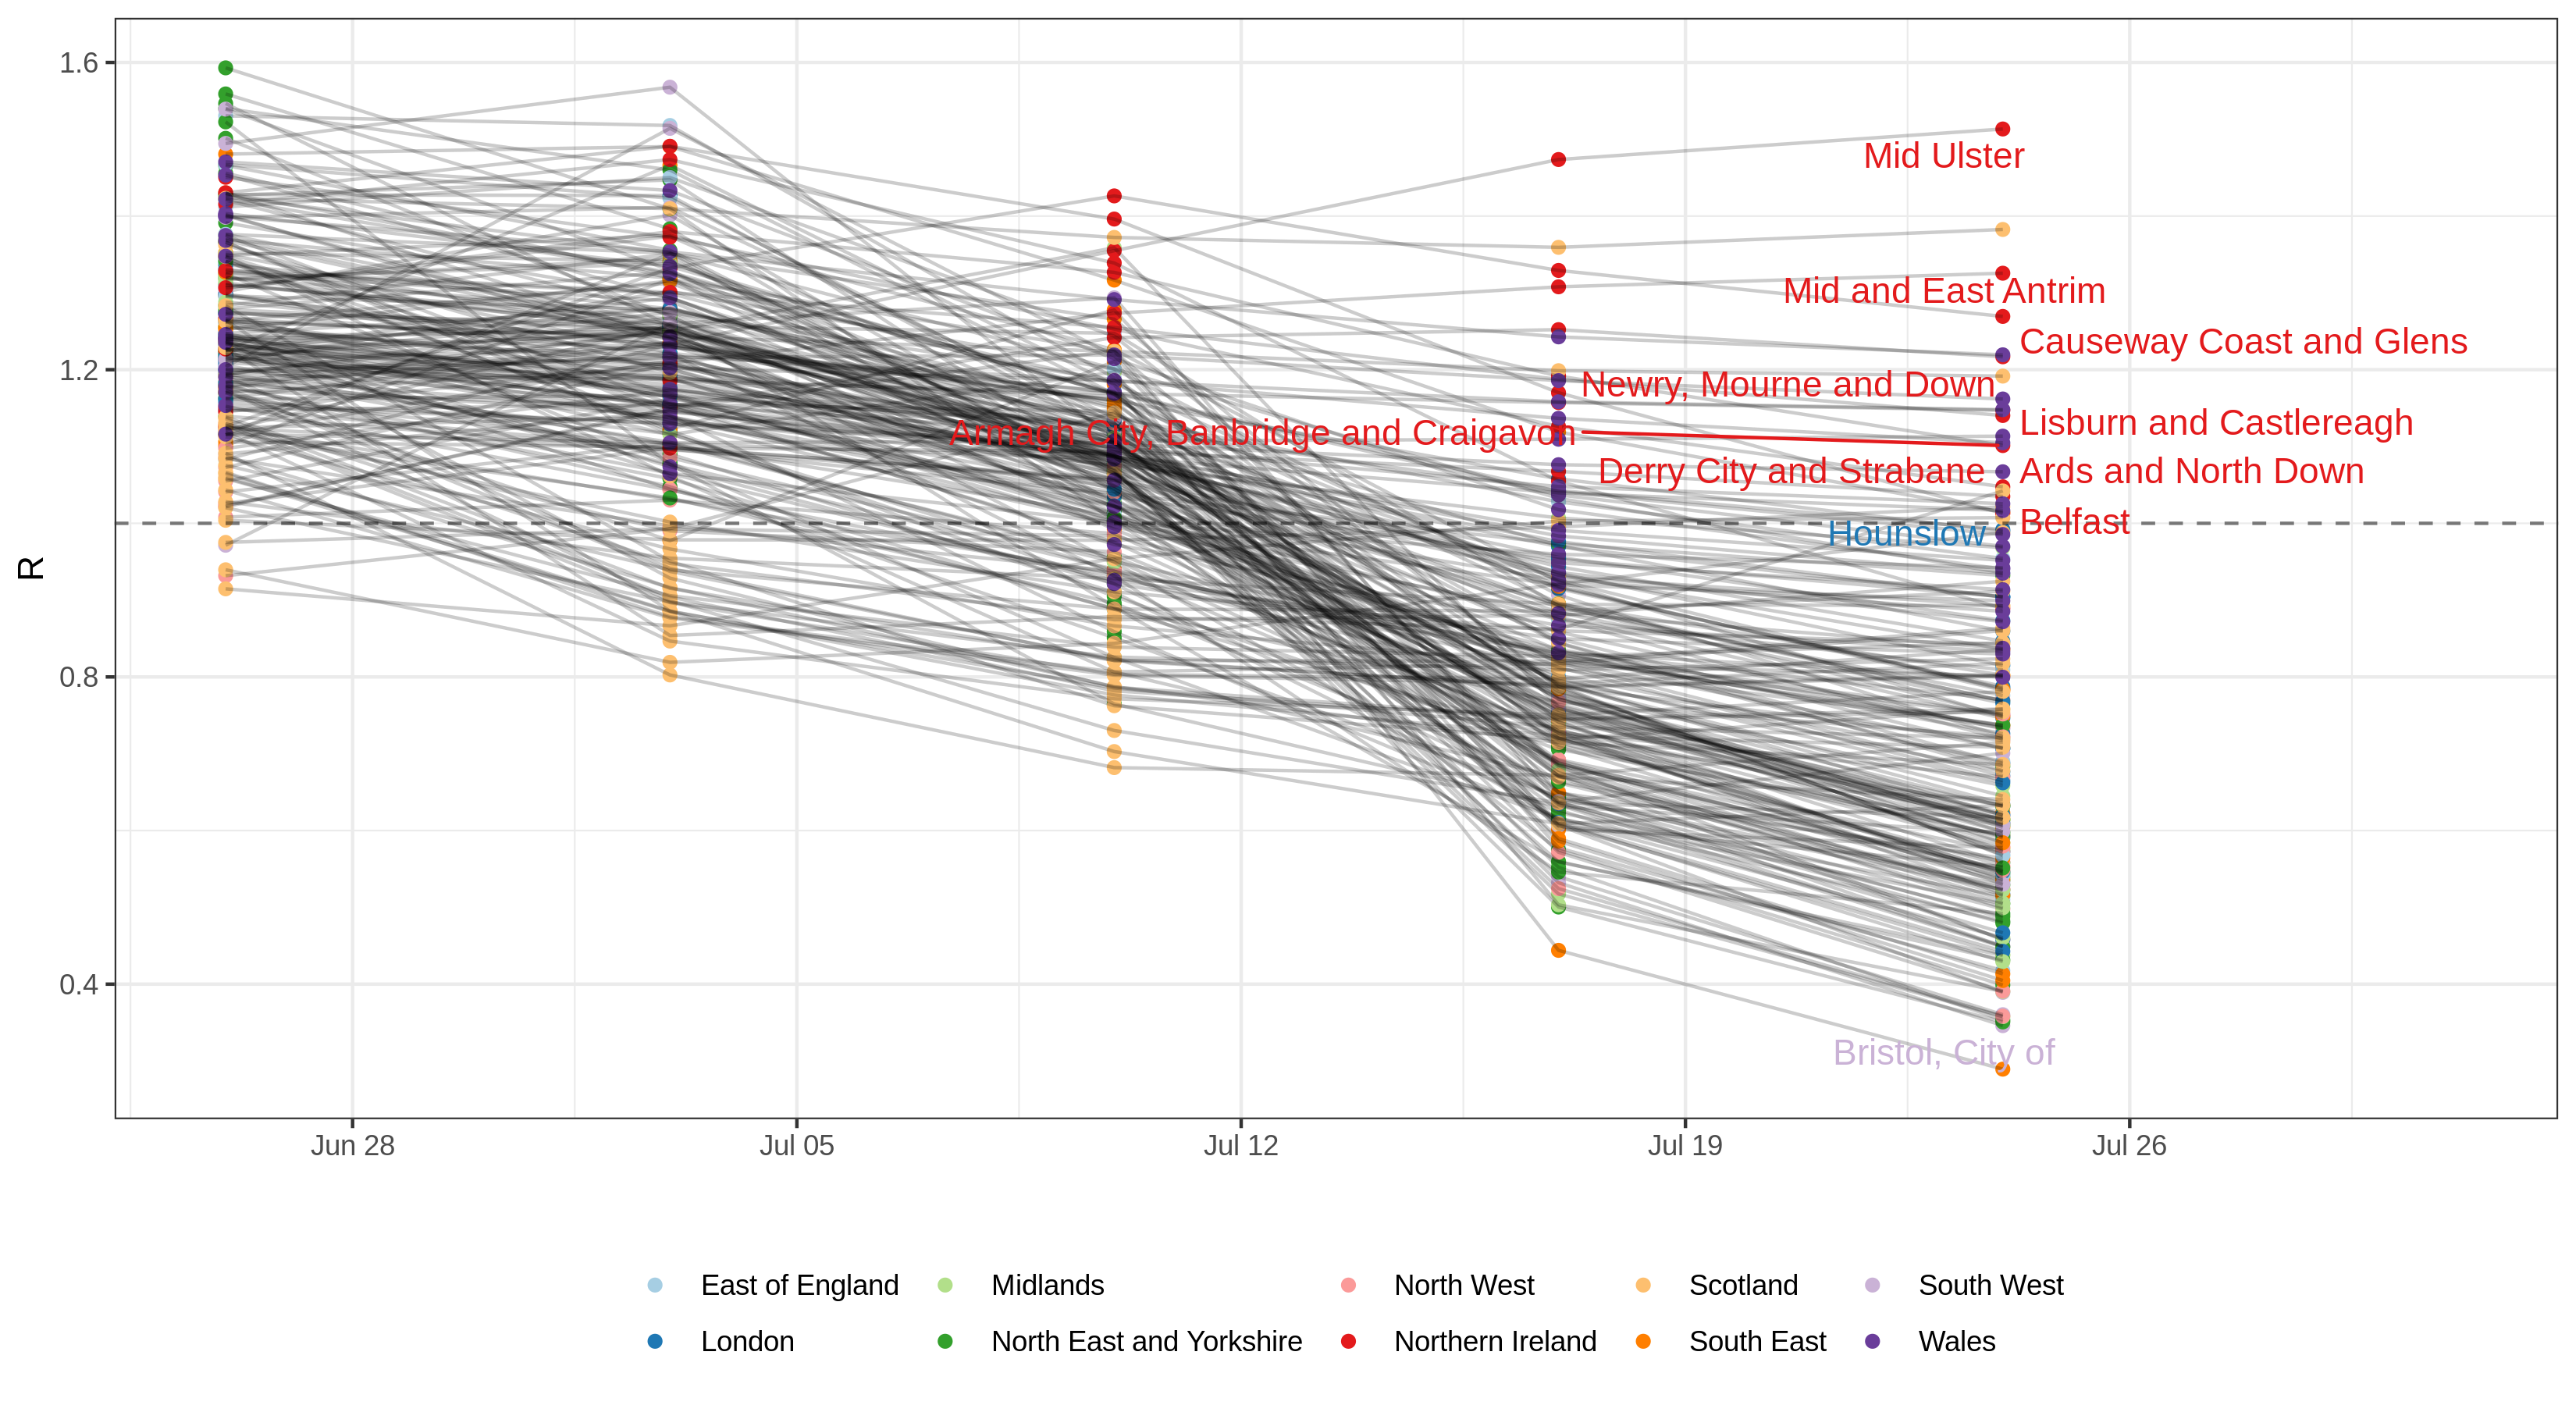 1.6
Mid Ulster
Mid and East Antrim
Causeway Coast and Glens
1.2
Newry, Mourne and Down
Lisburn and Castlereagh
Armagh City, Banbridge and Craigavon
Derry City and Strabane
Ards and North Down
Belfast
Hounslow
R
0.8
0.4
Bristol, City of
Jun 28 Jul 05 Jul 12 Jul 19 Jul 26
East of England Midlands North West Scotland South West
London North East and Yorkshire Northern Ireland South East Wales